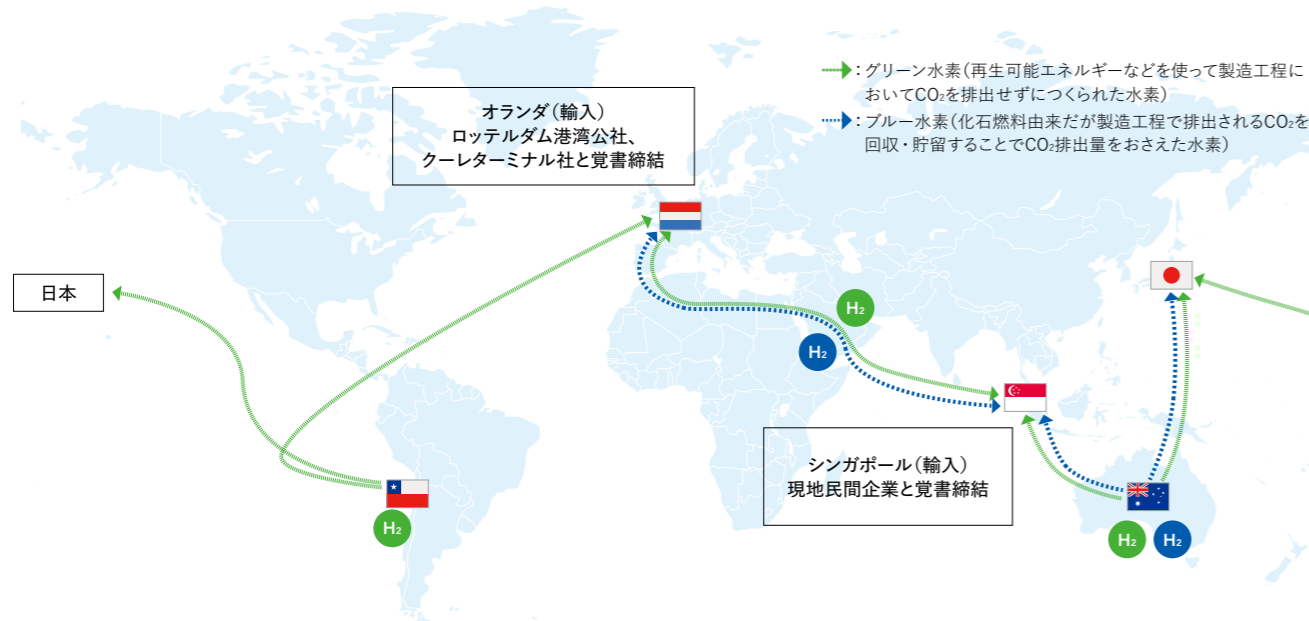 ：グリーン水素（再生可能エネルギーなどを使って製造工程に
おいてCO₂を排出せずにつくられた水素）
：ブルー水素（化石燃料由来だが製造工程で排出されるCO₂を
回収・貯留することでCO₂排出量をおさえた水素）
オランダ（輸入）
ロッテルダム港湾公社、
クーレターミナル社と覚書締結
日本
H₂
H₂
シンガポール（輸入）
現地民間企業と覚書締結
H₂
H₂
H₂